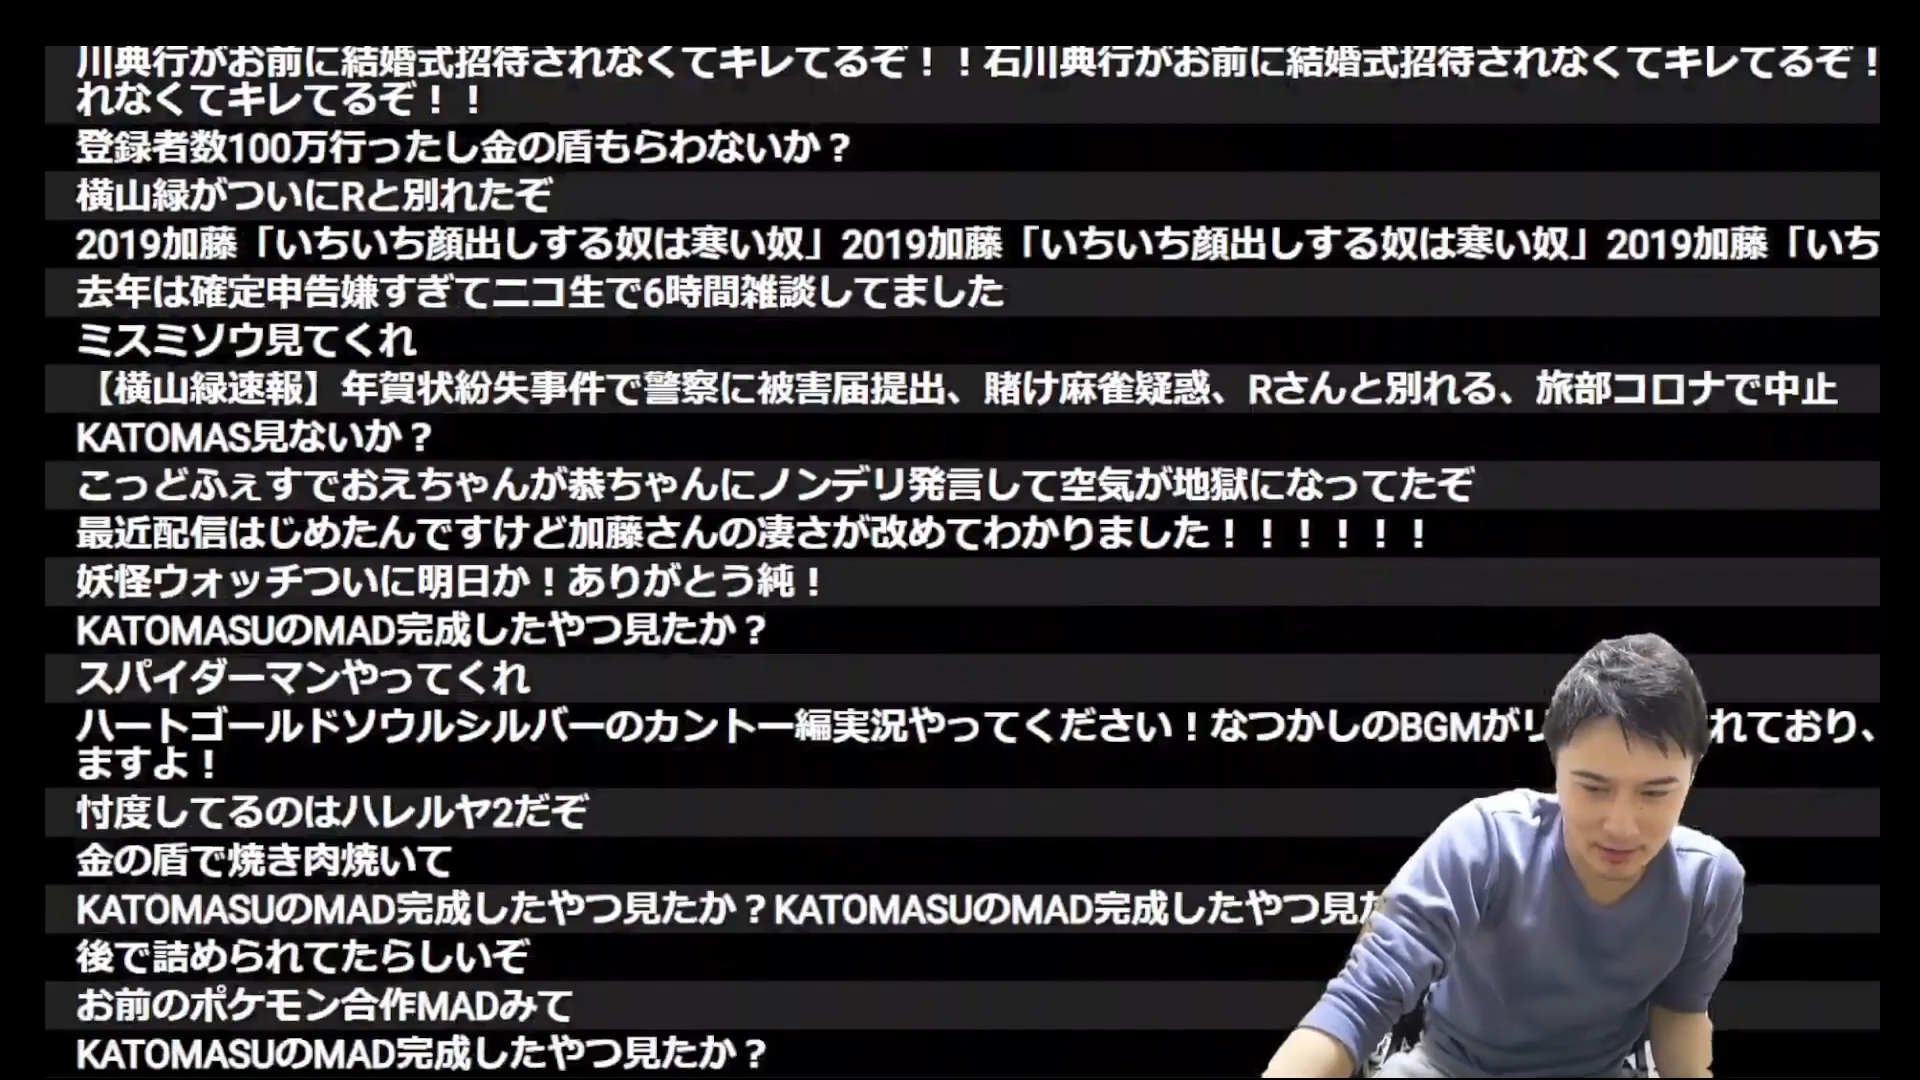 川典行がお前に結婚式招待されなくてキレてるぞ！！石川典行がお前に結婚式招待されなくてキレてるぞ！
れなくてキレてるぞ！！
登録者数100万行ったし金の盾もらわないか？
横山緑がついにRと別れたぞ
2019加藤「いちいち顔出しする奴は寒い奴」2019加藤「いちいち顔出しする奴は寒い奴」2019加藤「いち
去年は確定申告嫌すぎてニコ生で6時間雑談してました
ミスミソウ見てくれ
【横山緑速報】年賀状紛失事件で警察に被害届提出、賭け麻雀疑惑、Rさんと別れる、旅部コロナで中止
KATOMAS見ないか？
こっどふぇすでおえちゃんが恭ちゃんにノンデリ発言して空気が地獄になってたぞ
最近配信はじめたんですけど加藤さんの凄さが改めてわかりました！！！！！！
妖怪ウォッチついに明日か！ありがとう純！
KATOMASUのMAD完成したやつ見たか？
スパイダーマンやってくれ
ハートゴールドソウルシルバーのカントー編実況やってください！なつかしのBGMがリ れており、
ますよ！
忖度してるのはハレルヤ2だぞ
金の盾で焼き肉焼いて
KATOMASUのMAD完成したやつ見たか？KATOMASUのMAD完成したやつ見た
後で詰められてたらしいぞ
お前のポケモン合作MADみて
KATOMASUのMAD完成したやつ見たか？